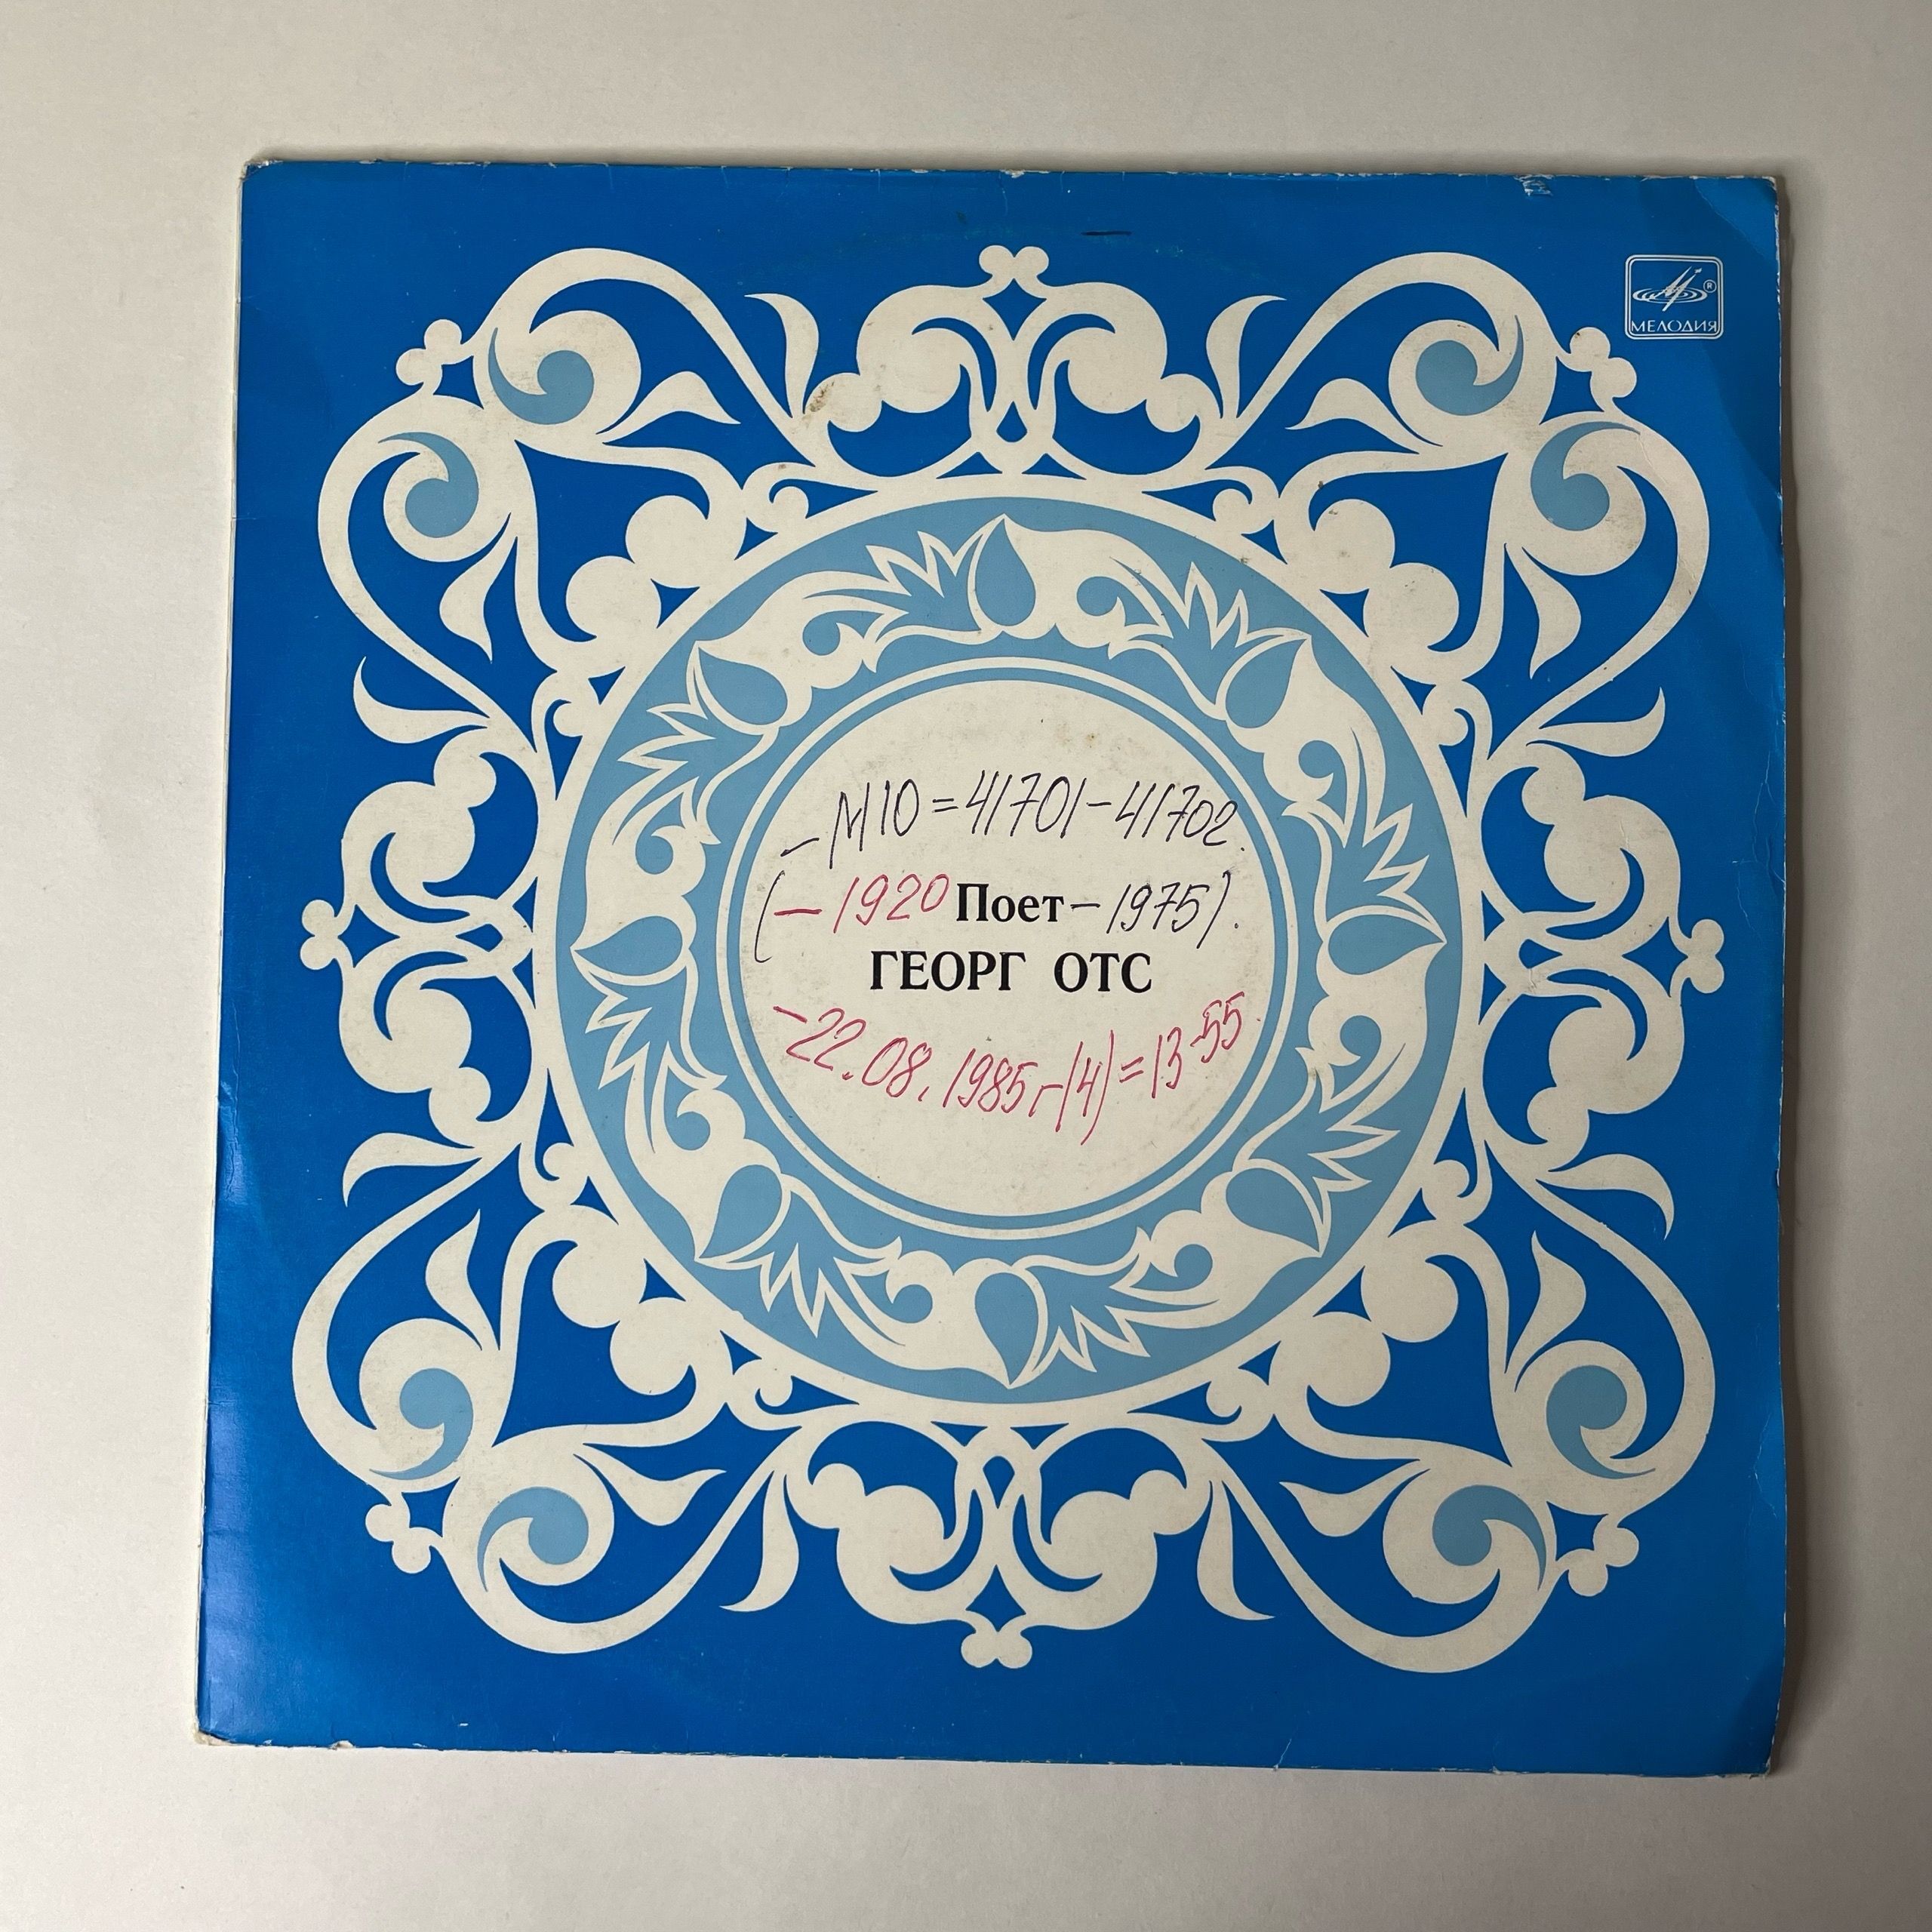 МЕЛОДИЯ
-М10=41701-41702.
(-1920 Поет-1975).
ГЕОРГ ОТС
-22.08.1985г(4)=13-55